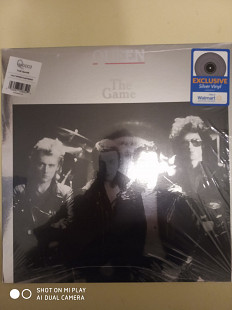 QUEEN
The
Game
EXCLUSIVE
Silver Vinyl
Walmart
SHOT ON MI PLAY
AI DUAL CAMERA